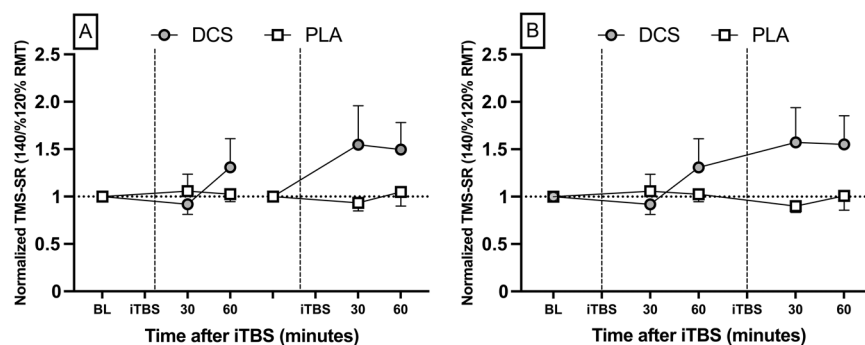 A
DCS PLA
Normalized TMS-SR (140/%120% RMT)
2.5
2.0
1.5
1
0.5
0
BL iTBS 30 60 iTBS 30 60
Time after iTBS (minutes)
B
DCS PLA
Normalized TMS-SR (140/%120% RMT)
2.5
2.0
1.5
1
0.5
0
BL iTBS 30 60 iTBS 30 60
Time after iTBS (minutes)